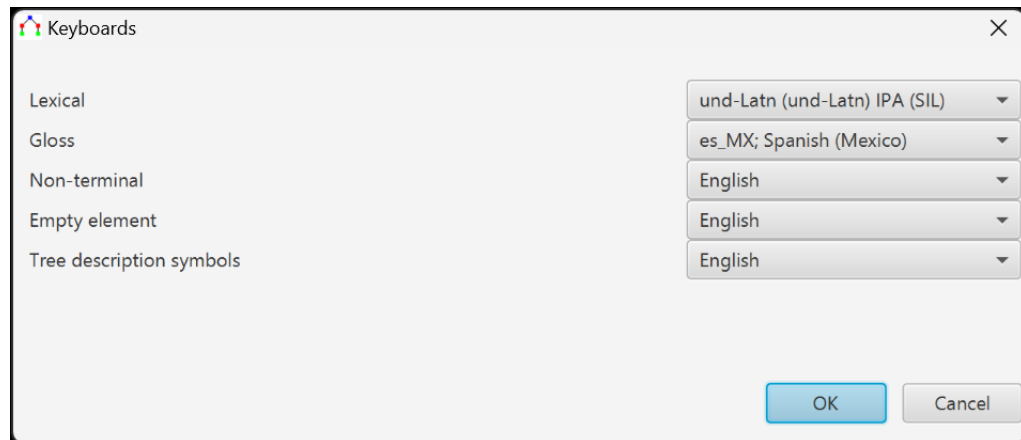 Keyboards
Lexical und-Latn (und-Latn) IPA (SIL)
Gloss es_MX; Spanish (Mexico)
Non-terminal English
Empty element English
Tree description symbols English
OK Cancel